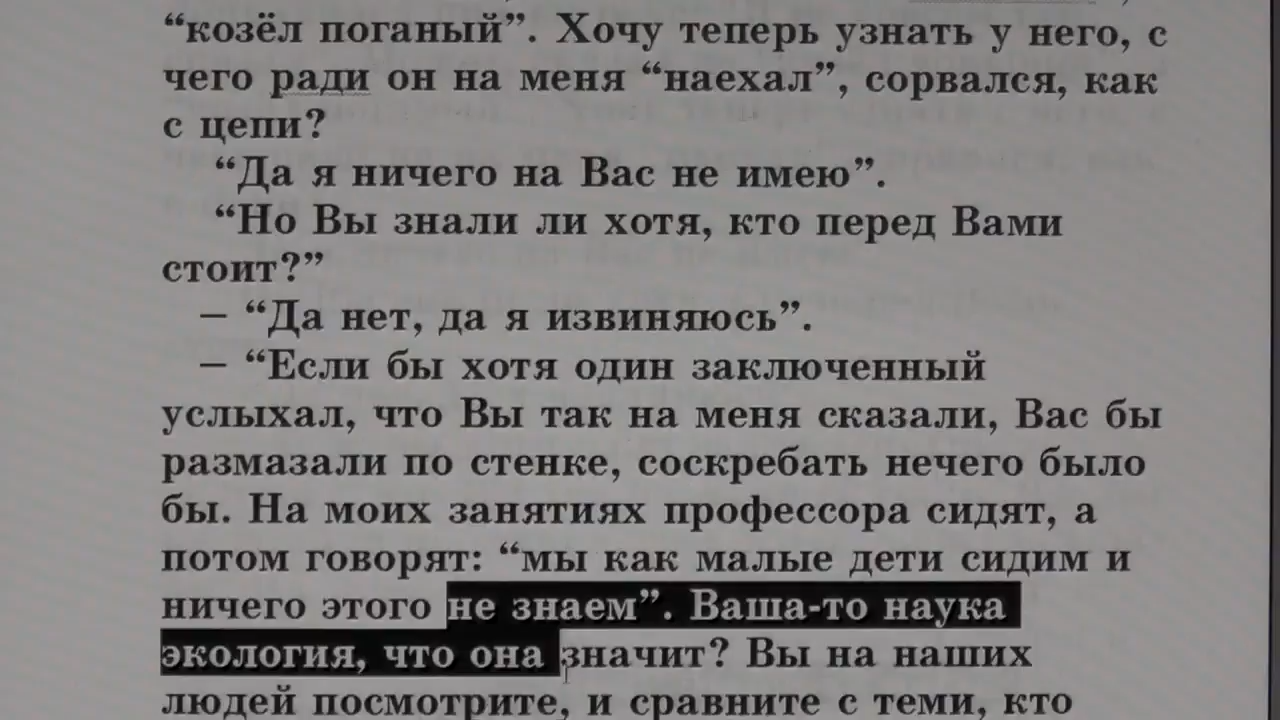 “козёл поганый”. Хочу теперь узнать у него, с
чего ради он на меня “наехал”, сорвался, как
с цепи?
“Да я ничего на Вас не имею”.
“Но Вы знали ли хотя, кто перед Вами
стоит?”
– “Да нет, да я извиняюсь”.
– “Если бы хотя один заключенный
услыхал, что Вы так на меня сказали, Вас бы
размазали по стенке, соскребать нечего было
бы. На моих занятиях профессора сидят, а
потом говорят: “мы как малые дети сидим и
ничего этого не знаем”. Ваша-то наука
экология, что она значит? Вы на наших
людей посмотрите, и сравните с теми, кто